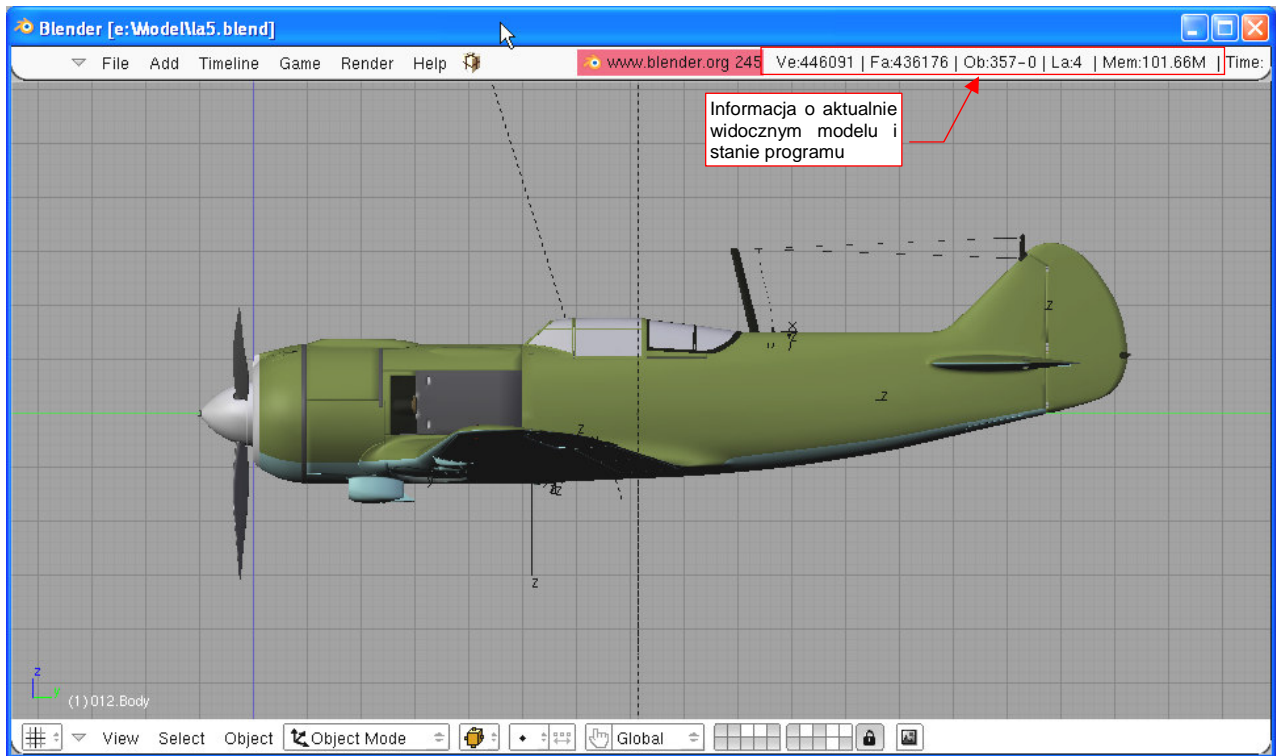 Blender [e:\Model\la5.blend]
File Add Timeline Game Render Help www.blender.org 245 Ve:446091 | Fa:436176 | Ob:357-0 | La:4 | Mem:101.66M | Time:
Informacja o aktualnie
widocznym modelu i
stanie programu
z
z
z
z
zz
z
x
z
y
(1) 012.Body
View Select Object Object Mode Global